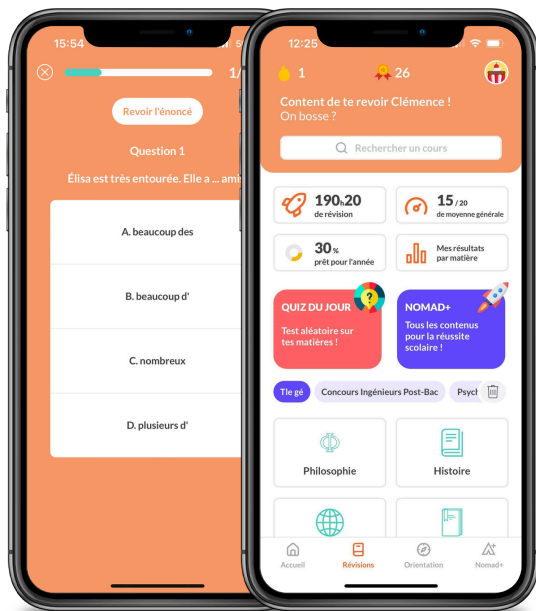 15:54
1/
Revoir l'énoncé
Question 1
Élisa est très entourée. Elle a ... ami
A. beaucoup des
B. beaucoup d'
C. nombreux
D. plusieurs d'
12:25
1
26
Content de te revoir Clémence !
On bosse ?
Rechercher un cours
190h20
de révision
15 / 20
de moyenne générale
30 %
prêt pour l'année
Mes résultats
par matière
QUIZ DU JOUR
?
Test aléatoire sur
tes matières !
NOMAD+
Tous les contenus
pour la réussite
scolaire !
Tle gé
Concours Ingénieurs Post-Bac
Psych
Philosophie
Histoire
Accueil
Révisions
Orientation
Nomad+